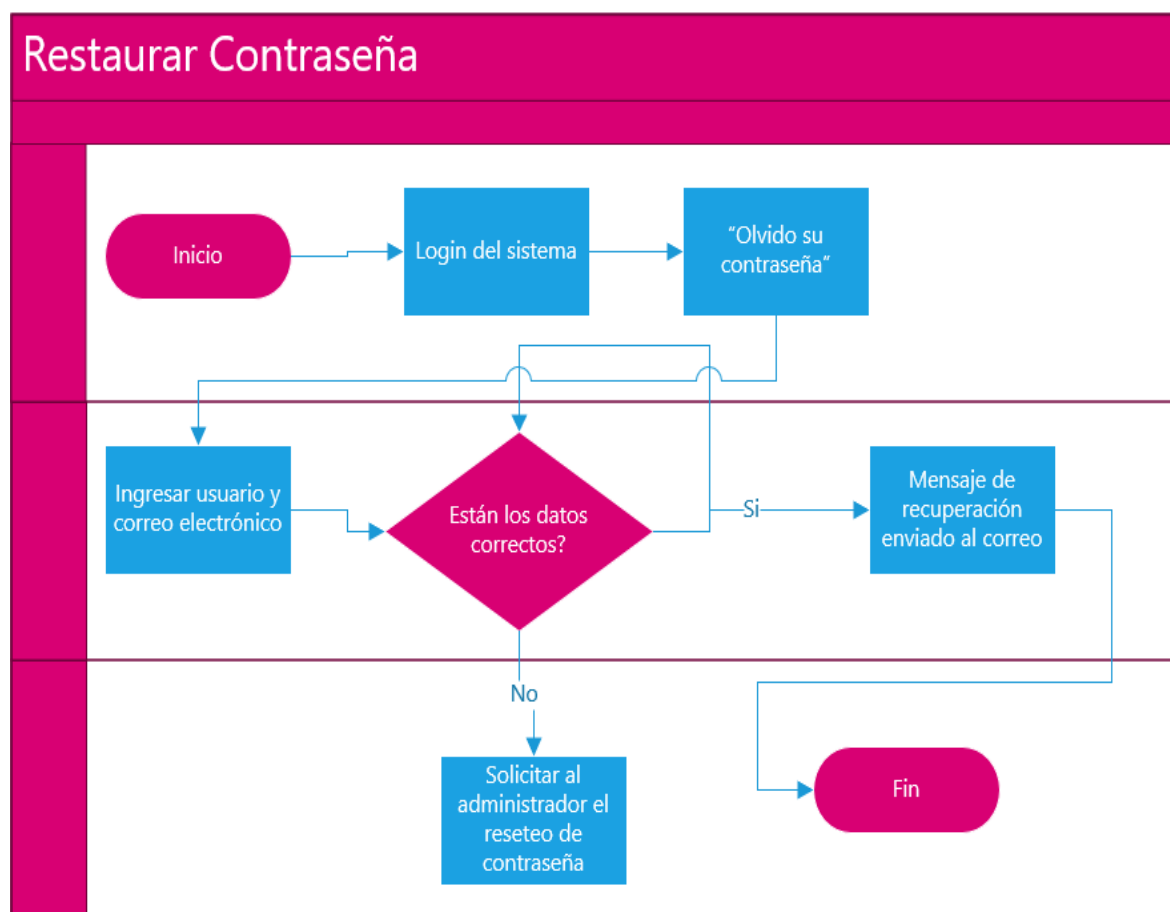 Restaurar Contraseña
Inicio
Login del sistema
“Olvido su
contraseña”
Ingresar usuario y
correo electrónico
Están los datos
correctos?
Si
Mensaje de
recuperación
enviado al correo
No
Solicitar al
administrador el
reseteo de
contraseña
Fin